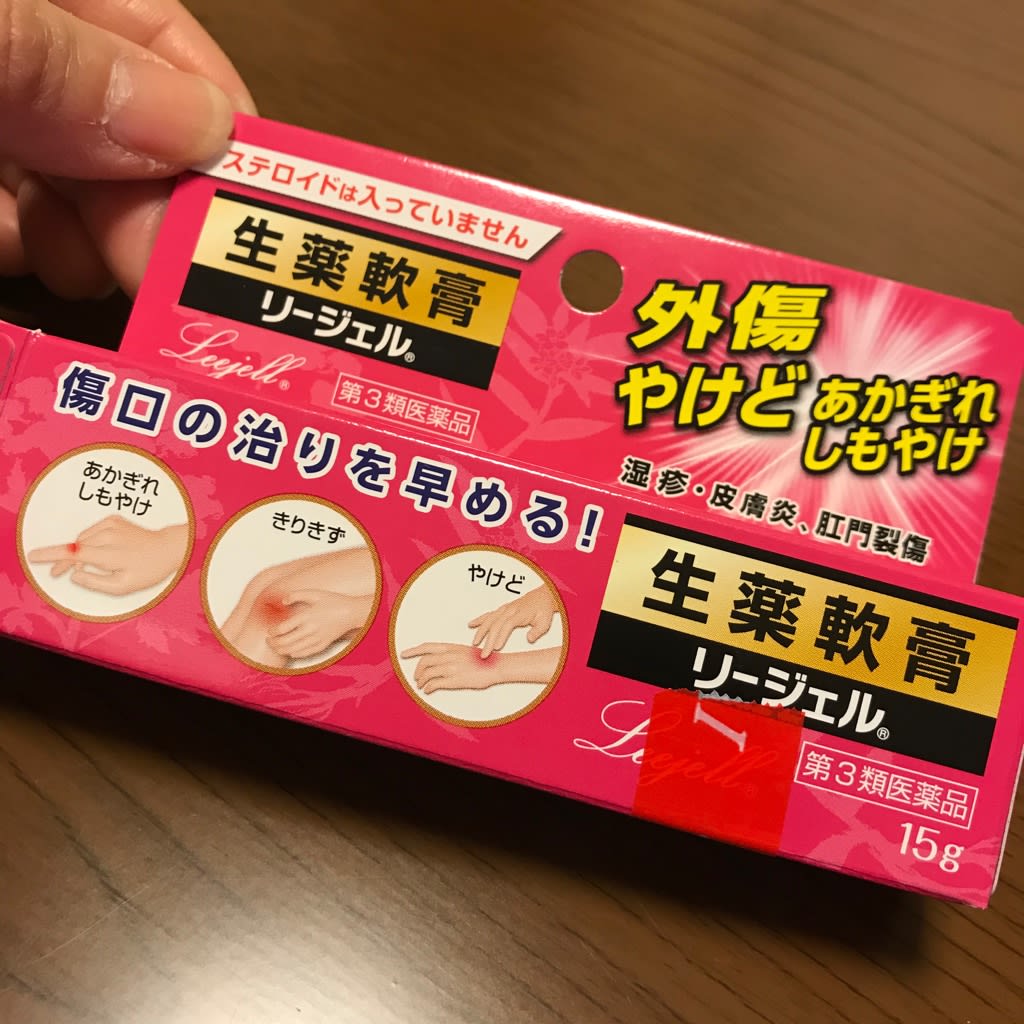 ステロイドは入っていません
生薬軟膏
リージェル®
Leejell®
第3類医薬品
外傷
やけど
あかぎれ
しもやけ
湿疹・皮膚炎、肛門裂傷
傷口の治りを早める!
あかぎれ
しもやけ
きりきず
やけど
生薬軟膏
リージェル®
Leejell®
第3類医薬品
15g